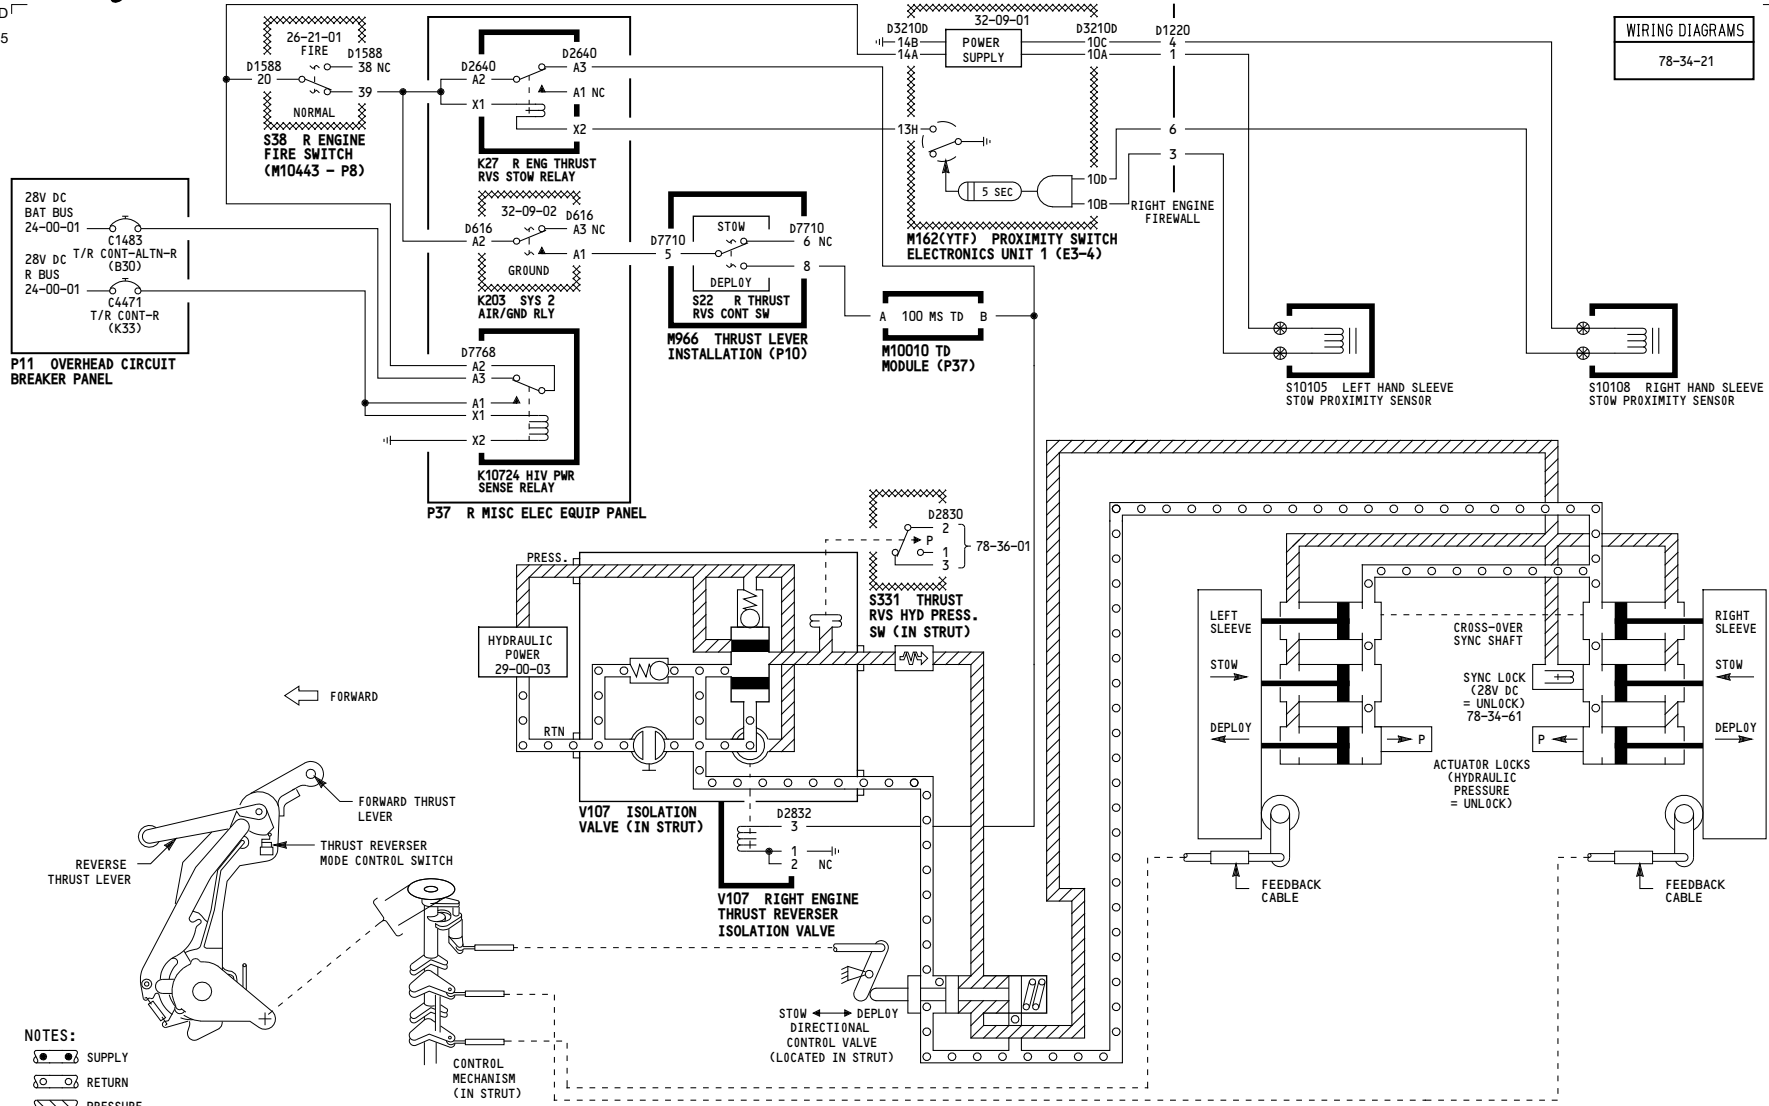 D
5
WIRING DIAGRAMS
78-34-21
26-21-01
FIRE
D1588
38 NC
D1588
20
39
NORMAL
S38 R ENGINE
FIRE SWITCH
(M10443 - P8)
D2640
D2640
A3
A2
A1 NC
X1
X2
K27 R ENG THRUST
RVS STOW RELAY
32-09-02
D616
A3 NC
D616
A2
A1
GROUND
K203 SYS 2
AIR/GND RLY
D7768
A2
A3
A1
X1
X2
K10724 HIV PWR
SENSE RELAY
P37 R MISC ELEC EQUIP PANEL
28V DC
BAT BUS
24-00-01
C1483
T/R CONT-ALTN-R
(B30)
28V DC
R BUS
24-00-01
C4471
T/R CONT-R
(K33)
P11 OVERHEAD CIRCUIT
BREAKER PANEL
STOW
D7710
6 NC
D7710
5
8
DEPLOY
S22 R THRUST
RVS CONT SW
M966 THRUST LEVER
INSTALLATION (P10)
32-09-01
D3210D
14B
14A
POWER
SUPPLY
D3210D
10C
10A
13H
5 SEC
10D
10B
M162(YTF) PROXIMITY SWITCH
ELECTRONICS UNIT 1 (E3-4)
D1220
4
1
6
3
RIGHT ENGINE
FIREWALL
A 100 MS TD B
M10010 TD
MODULE (P37)
S10105 LEFT HAND SLEEVE
STOW PROXIMITY SENSOR
S10108 RIGHT HAND SLEEVE
STOW PROXIMITY SENSOR
D2830
2
P
1
3
78-36-01
S331 THRUST
RVS HYD PRESS.
SW (IN STRUT)
PRESS.
HYDRAULIC
POWER
29-00-03
RTN
V107 ISOLATION
VALVE (IN STRUT)
D2832
3
1
2 NC
V107 RIGHT ENGINE
THRUST REVERSER
ISOLATION VALVE
LEFT
SLEEVE
STOW
DEPLOY
CROSS-OVER
SYNC SHAFT
SYNC LOCK
(28V DC
= UNLOCK)
78-34-61
P
P
ACTUATOR LOCKS
(HYDRAULIC
PRESSURE
= UNLOCK)
RIGHT
SLEEVE
STOW
DEPLOY
FEEDBACK
CABLE
FEEDBACK
CABLE
FORWARD
FORWARD THRUST
LEVER
THRUST REVERSER
MODE CONTROL SWITCH
REVERSE
THRUST LEVER
STOW DEPLOY
DIRECTIONAL
CONTROL VALVE
(LOCATED IN STRUT)
CONTROL
MECHANISM
(IN STRUT)
NOTES:
SUPPLY
RETURN
PRESSURE